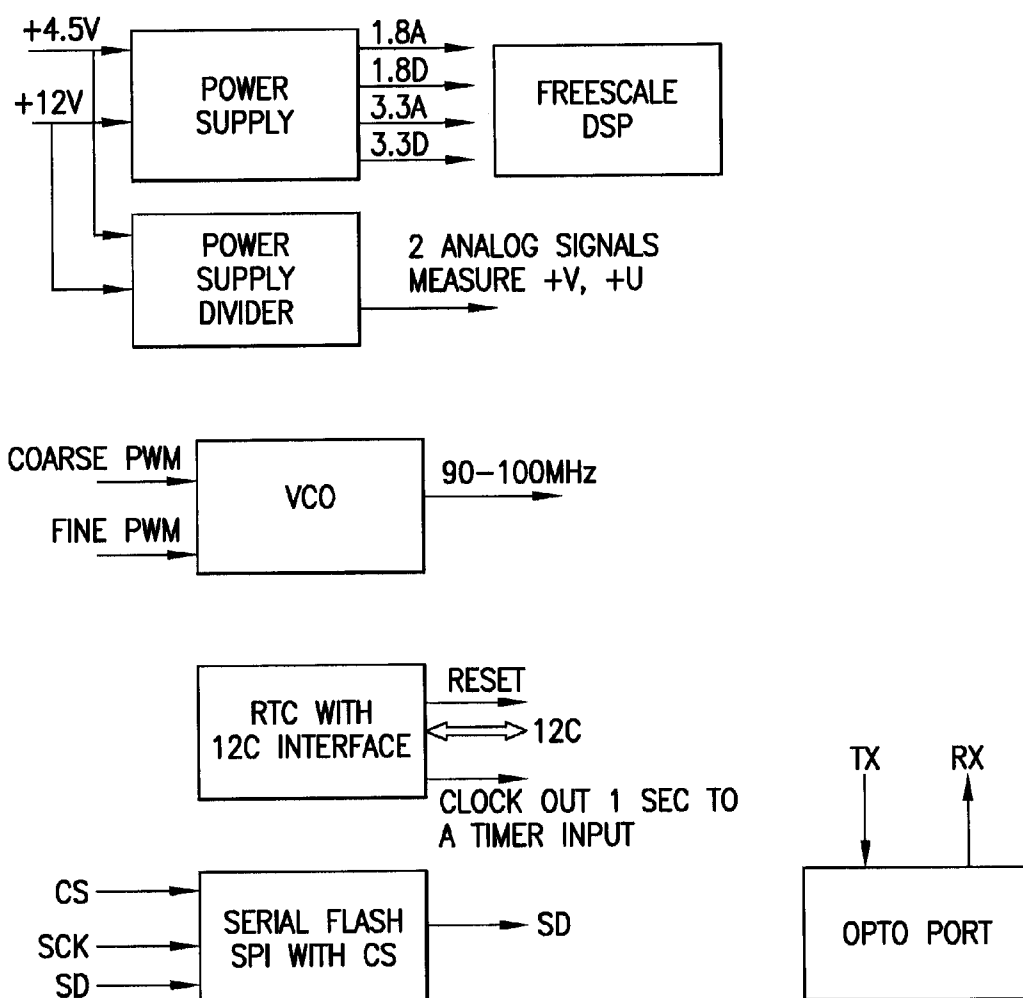 +4.5V
+12V
POWER
SUPPLY
1.8A
1.8D
3.3A
3.3D
FREESCALE
DSP
POWER
SUPPLY
DIVIDER
2 ANALOG SIGNALS
MEASURE +V, +U
COARSE PWM
FINE PWM
VCO
90-100MHz
RTC WITH
12C INTERFACE
RESET
12C
CLOCK OUT 1 SEC TO
A TIMER INPUT
TX
RX
CS
SCK
SD
SERIAL FLASH
SPI WITH CS
SD
OPTO PORT